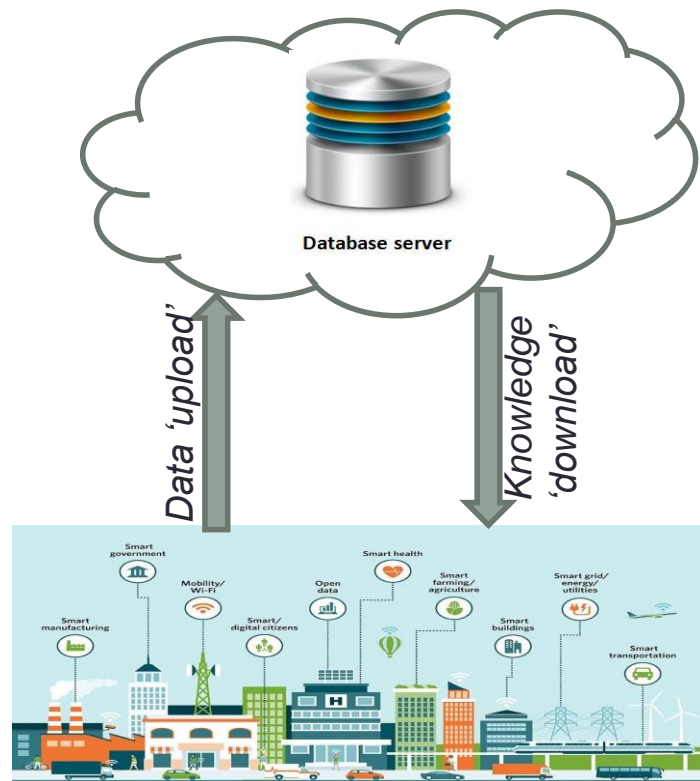 Database server
Data ‘upload’
Knowledge
‘download’
Smart
government
Smart health
Mobility/
Wi-Fi
Open
data
Smart
farming/
agriculture
Smart grid/
energy/
utilities
Smart
manufacturing
Smart/
digital citizens
Smart
buildings
Smart
transportation
H